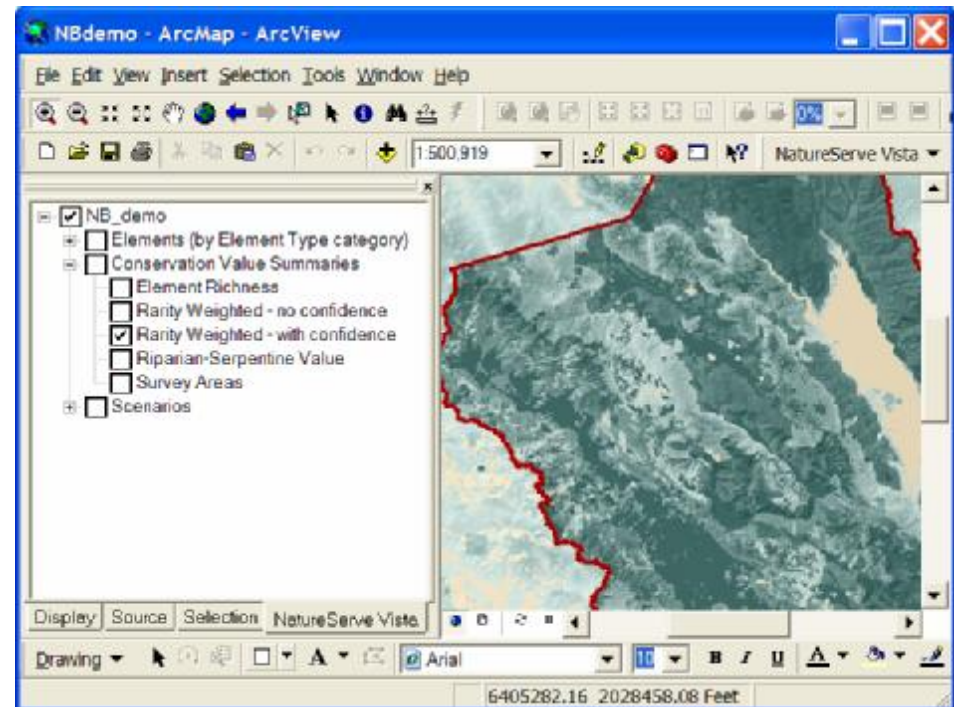 NBdemo - ArcMap - ArcView
File Edit View Insert Selection Tools Window Help
0%
1:500,919 NatureServe Vista
NB_demo
Elements (by Element Type category)
Conservation Value Summaries
Element Richness
Rarity Weighted - no confidence
Rarity Weighted - with confidence
Riparian-Serpentine Value
Survey Areas
Scenarios
Display Source Selection NatureServe Vista
Drawing A Arial 10 B I U A
6405282.16 2028458.08 Feet